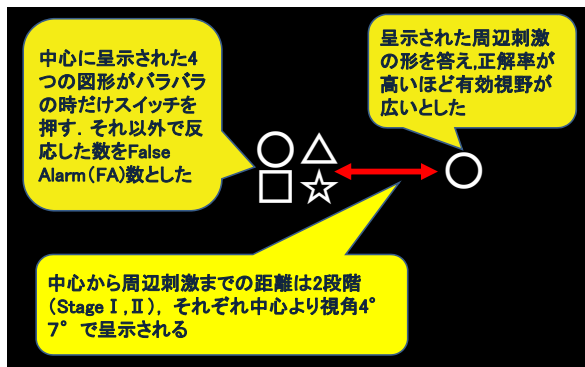 中心に呈示された4
つの図形がバラバラ
の時だけスイッチを
押す．それ以外で反
応した数をFalse
Alarm（FA）数とした
呈示された周辺刺激
の形を答え,正解率が
高いほど有効視野が
広いとした
中心から周辺刺激までの距離は2段階
（StageⅠ,Ⅱ），それぞれ中心より視角4°
7°で呈示される